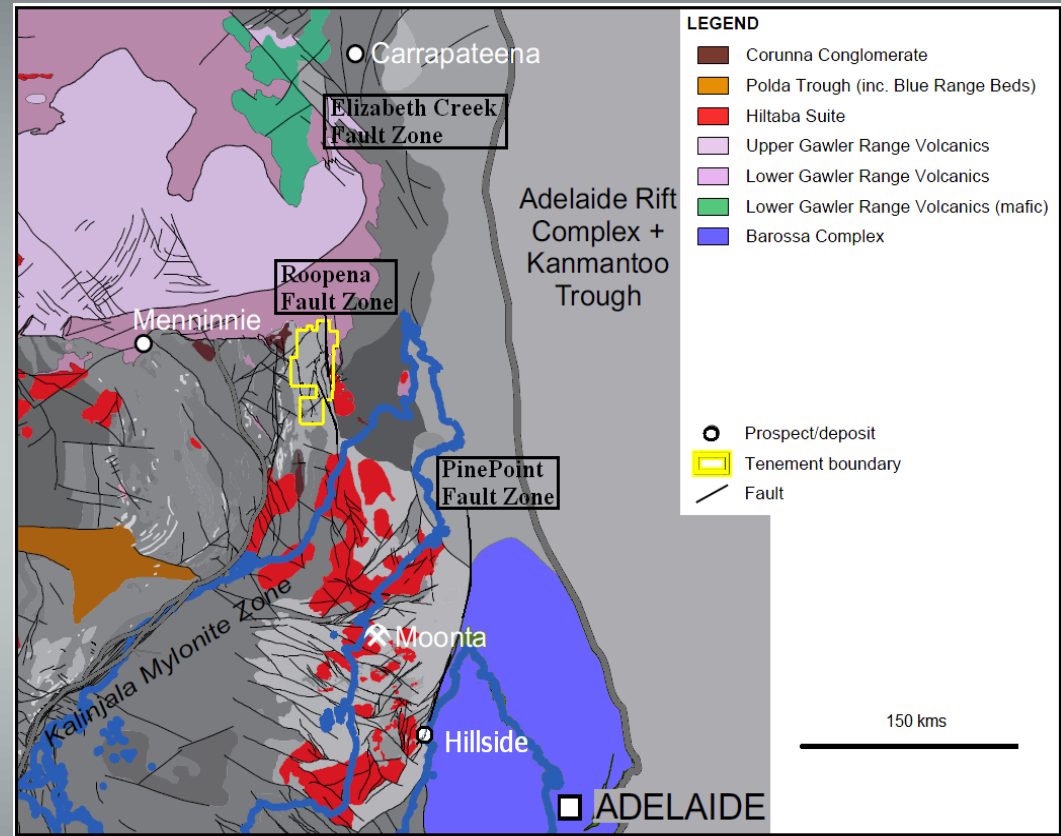 Carrapateena
Elizabeth Creek
Fault Zone
Adelaide Rift
Complex +
Kanmantoo
Trough
Roopena
Fault Zone
Menninnie
PinePoint
Fault Zone
Kalinjala Mylonite Zone
Moonta
Hillside
ADELAIDE
LEGEND
Corunna Conglomerate
Polda Trough (inc. Blue Range Beds)
Hiltaba Suite
Upper Gawler Range Volcanics
Lower Gawler Range Volcanics
Lower Gawler Range Volcanics (mafic)
Barossa Complex
Prospect/deposit
Tenement boundary
Fault
150 kms